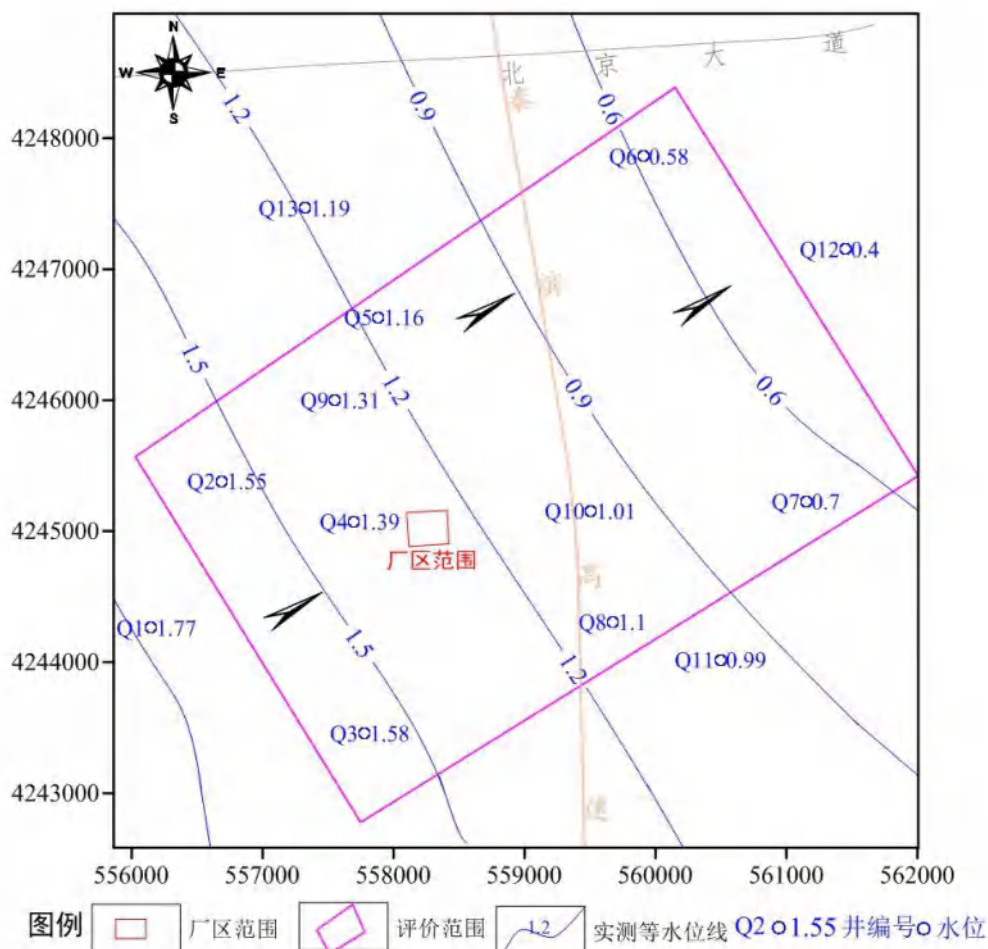 N
W E
S
北 京 大 道
泰
滨
高
速
1.2
0.9
0.6
4248000
Q6 0.58
Q13 1.19
Q12 0.4
4247000
Q5 1.16
1.5
4246000
Q9 1.31
1.2
0.9
0.6
Q2 1.55
Q7 0.7
4245000
Q4 1.39
Q10 1.01
厂区范围
Q1 1.77
Q8 1.1
4244000
1.5
1.2
Q11 0.99
Q3 1.58
4243000
556000 557000 558000 559000 560000 561000 562000
图例 厂区范围 评价范围 1.2 实测等水位线 Q2 1.55 井编号 水位